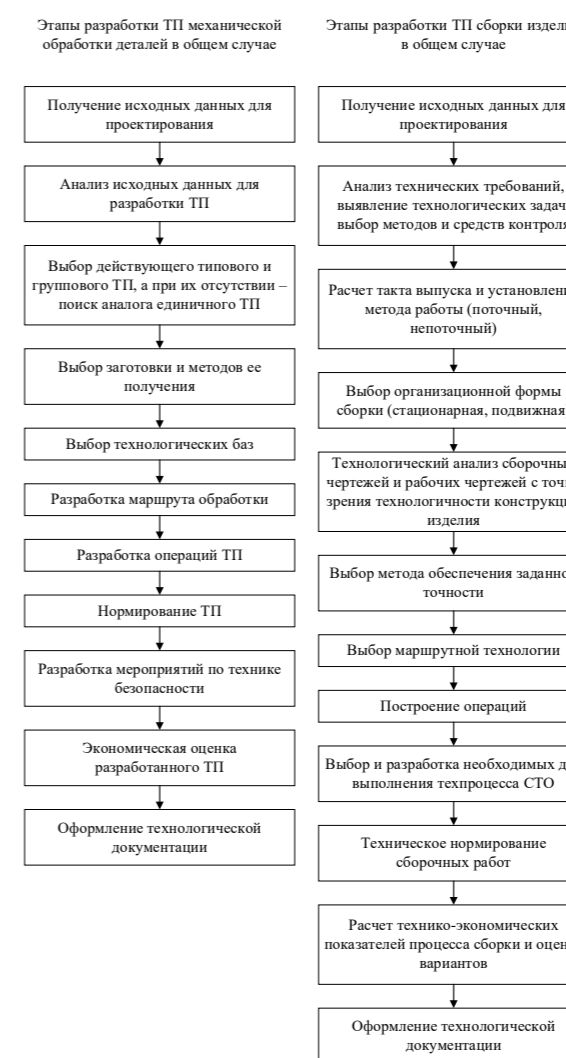 Этапы разработки ТП механической
обработки деталей в общем случае
Получение исходных данных для
проектирования
Анализ исходных данных для
разработки ТП
Выбор действующего типового и
группового ТП, а при их отсутствии –
поиск аналога единичного ТП
Выбор заготовки и методов ее
получения
Выбор технологических баз
Разработка маршрута обработки
Разработка операций ТП
Нормирование ТП
Разработка мероприятий по технике
безопасности
Экономическая оценка
разработанного ТП
Оформление технологической
документации
Этапы разработки ТП сборки издели
в общем случае
Получение исходных данных для
проектирования
Анализ технических требований,
выявление технологических задач
выбор методов и средств контроля
Расчет такта выпуска и установлени
метода работы (поточный,
непоточный)
Выбор организационной формы
сборки (стационарная, подвижная)
Технологический анализ сборочны
чертежей и рабочих чертежей с точк
зрения технологичности конструкци
изделия
Выбор метода обеспечения заданно
точности
Выбор маршрутной технологии
Построение операций
Выбор и разработка необходимых д
выполнения техпроцесса СТО
Техническое нормирование
сборочных работ
Расчет технико-экономических
показателей процесса сборки и оцен
вариантов
Оформление технологической
документации